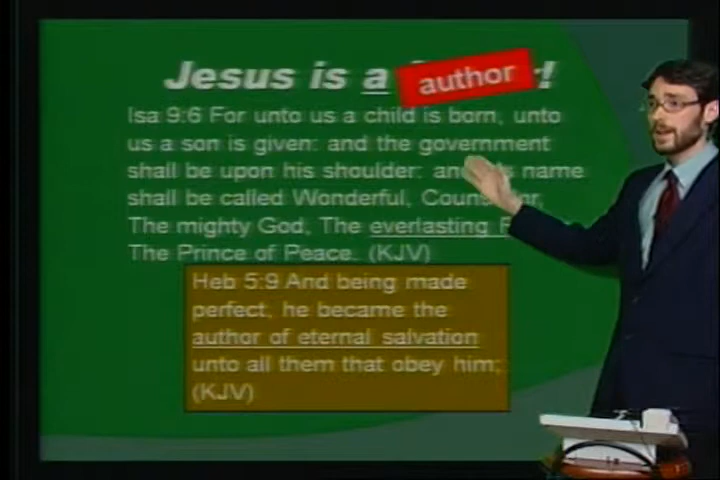 Jesus is a author r!
Isa 9:6 For unto us a child is born, unto
us a son is given: and the government
shall be upon his shoulder: and name
shall be called Wonderful,
The mighty God, The everlasting
The Prince of Peace. (KJV)
Heb 5:9 And being made
perfect, he became the
author of eternal salvation
unto all them that obey him;
(KJV)